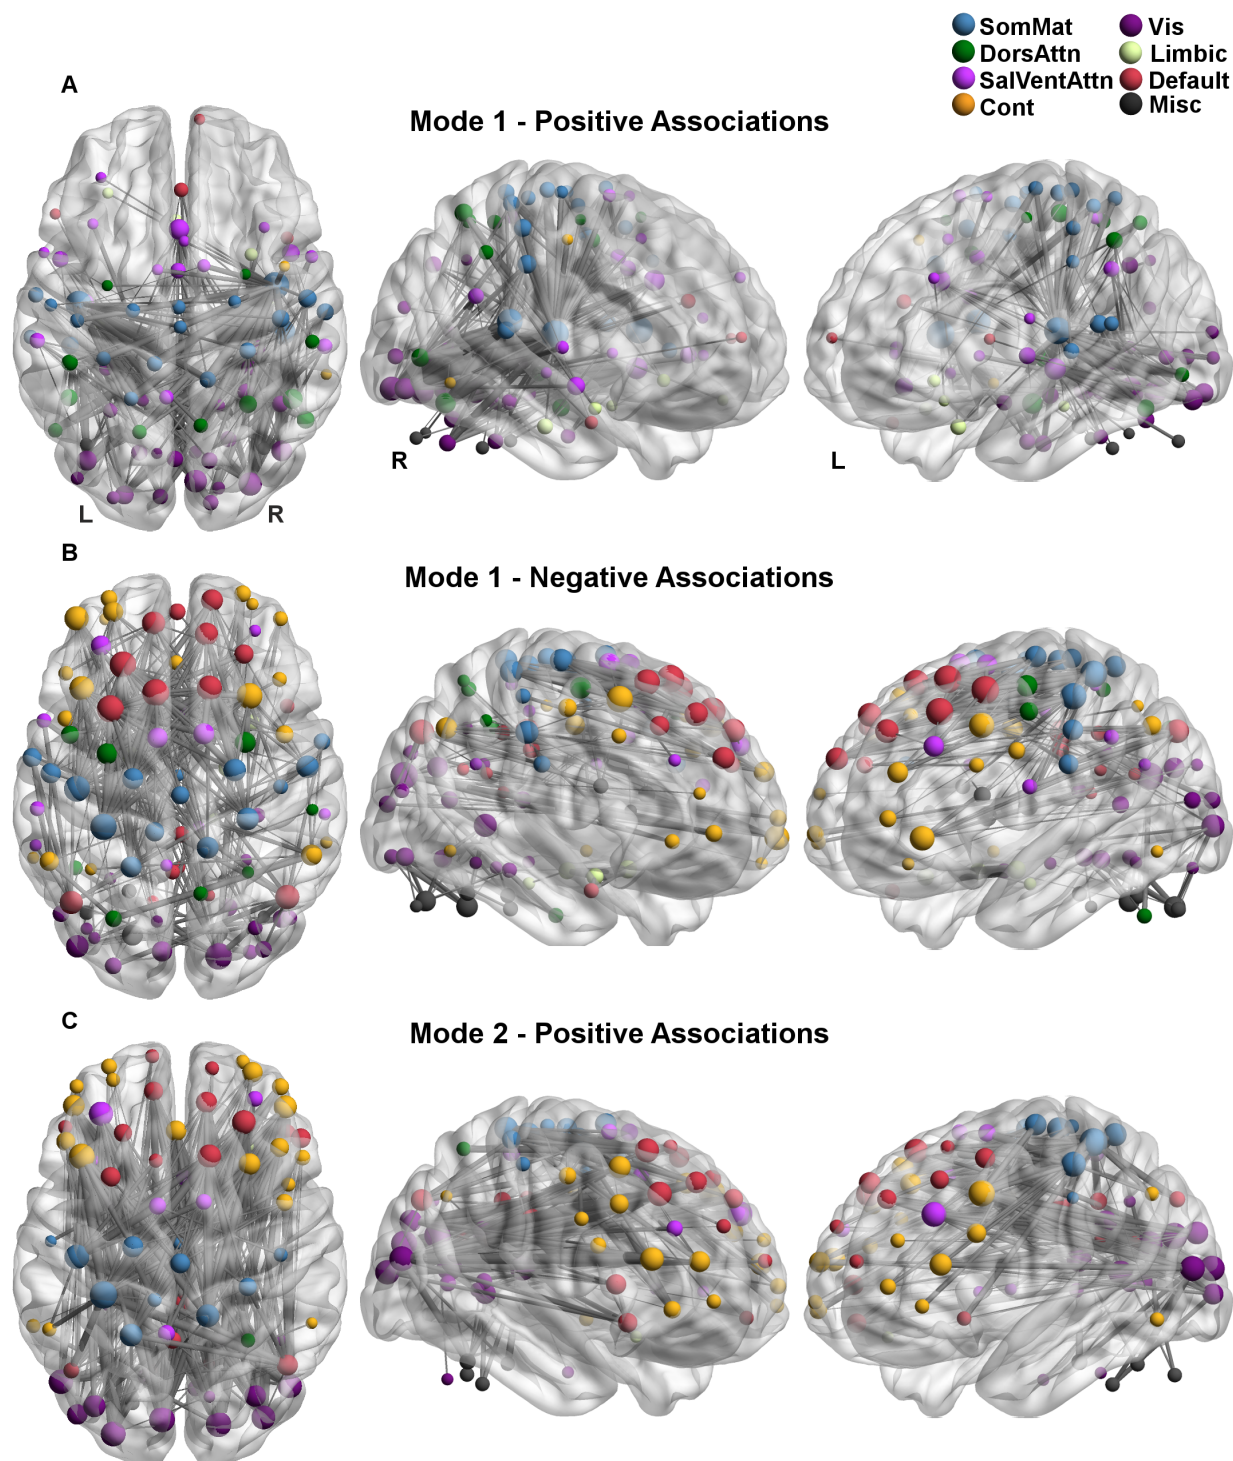 SomMat
Vis
DorsAttn
Limbic
SalVentAttn
Default
Cont
Misc
A
Mode 1 - Positive Associations
R
L
L
R
B
Mode 1 - Negative Associations
C
Mode 2 - Positive Associations